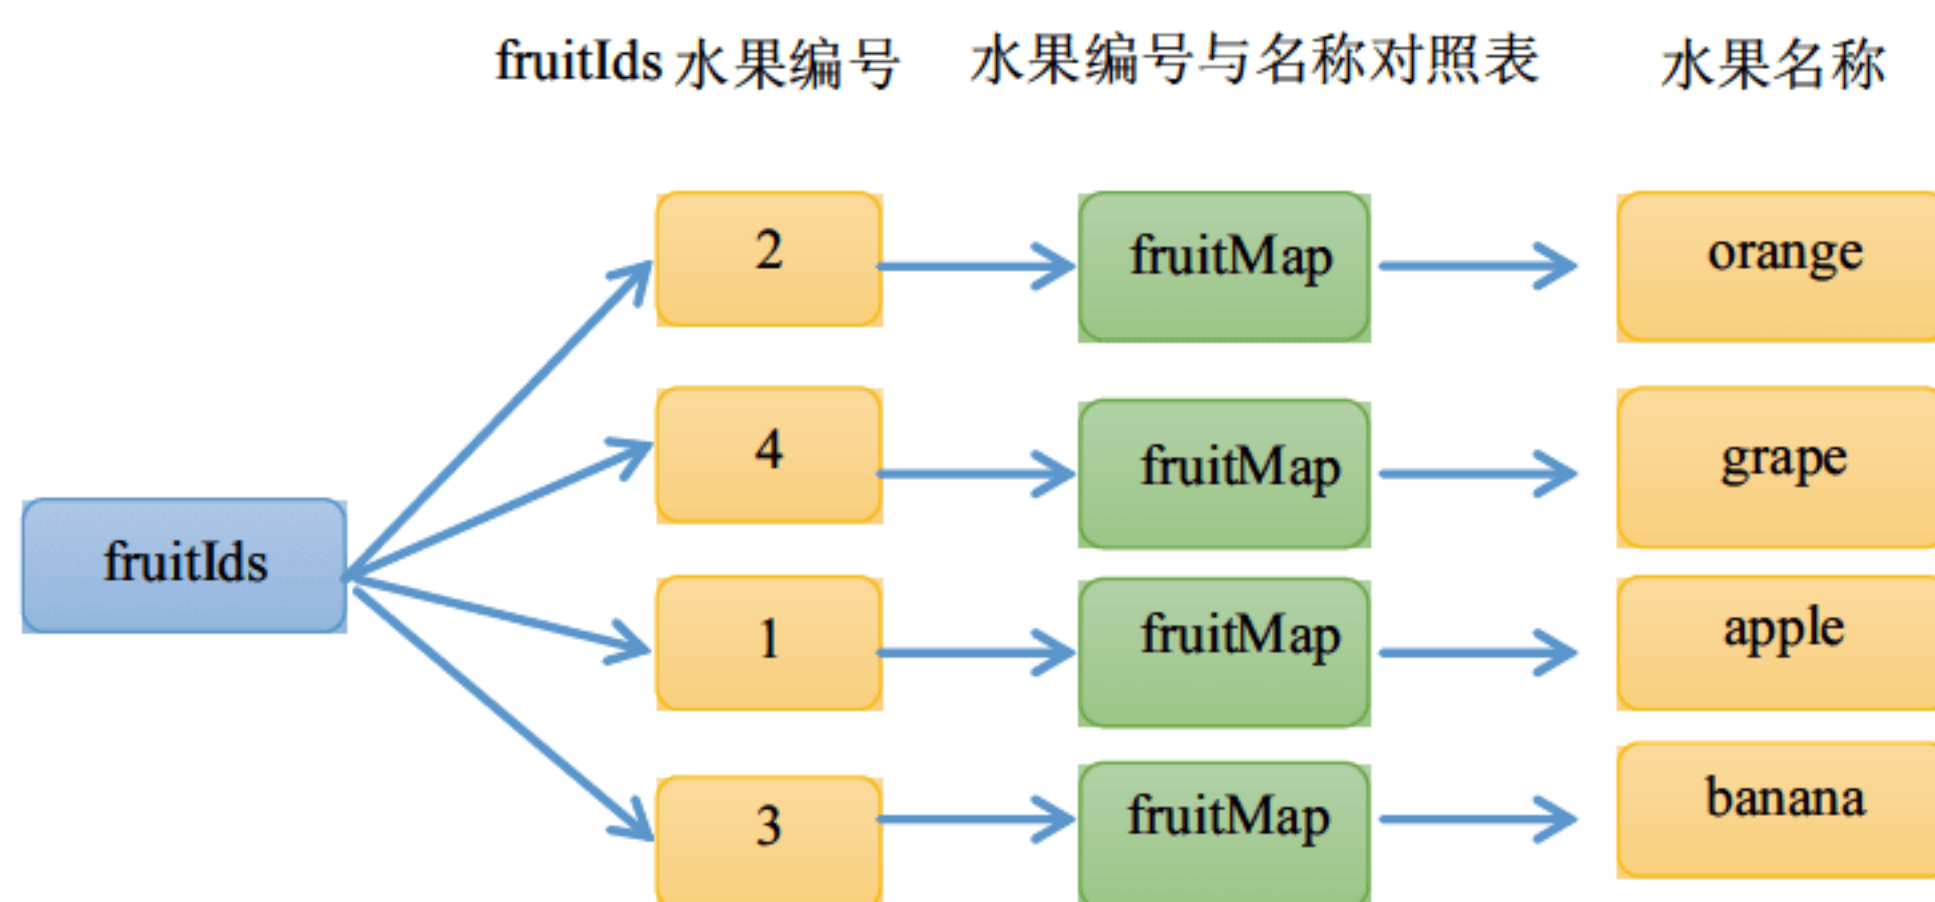 fruitIds 水果编号 水果编号与名称对照表 水果名称
2 fruitMap orange
4 fruitMap grape
fruitIds
1 fruitMap apple
3 fruitMap banana